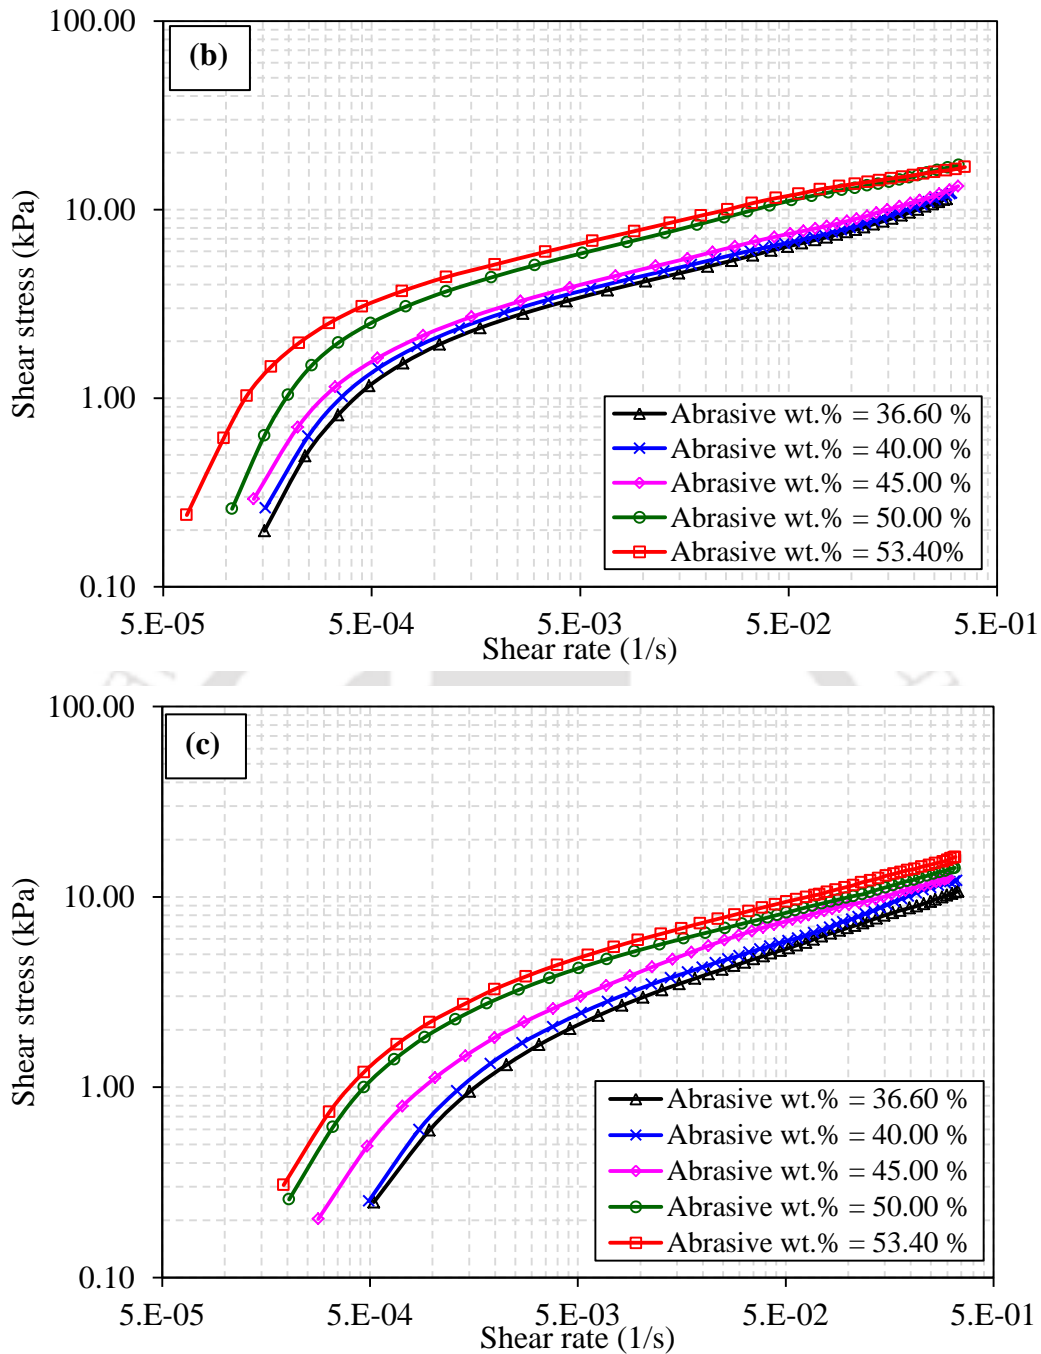 100.00
(b)
10.00
Shear stress (kPa)
1.00
Abrasive wt.% = 36.60 %
Abrasive wt.% = 40.00 %
Abrasive wt.% = 45.00 %
Abrasive wt.% = 50.00 %
Abrasive wt.% = 53.40%
0.10
5.E-05 5.E-04 5.E-03 5.E-02 5.E-01
Shear rate (1/s)
100.00
(c)
10.00
Shear stress (kPa)
1.00
Abrasive wt.% = 36.60 %
Abrasive wt.% = 40.00 %
Abrasive wt.% = 45.00 %
Abrasive wt.% = 50.00 %
Abrasive wt.% = 53.40 %
0.10
5.E-05 5.E-04 5.E-03 5.E-02 5.E-01
Shear rate (1/s)